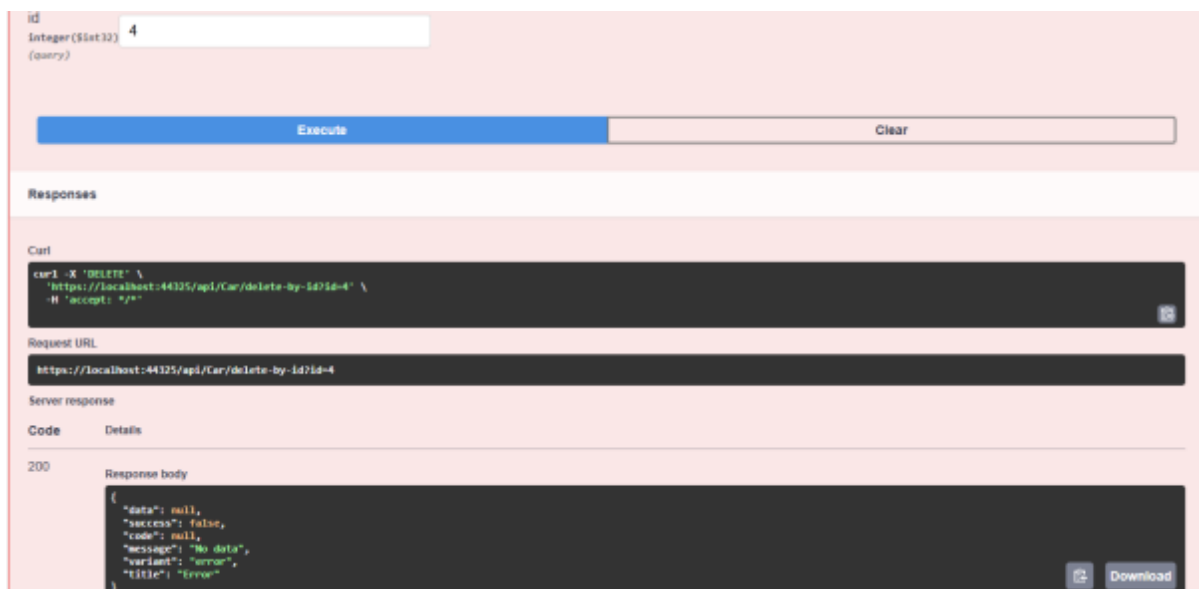 id
integer($int32)
4
(query)
Execute
Clear
Responses
Curl
curl -X 'DELETE' \
'https://localhost:44325/api/Car/delete-by-id?id=4' \
-H 'accept: */*'
Request URL
https://localhost:44325/api/Car/delete-by-id?id=4
Server response
Code
Details
200
Response body
{
"data": null,
"success": false,
"code": null,
"message": "No data",
"variant": "error",
"title": "Error"
}
Download